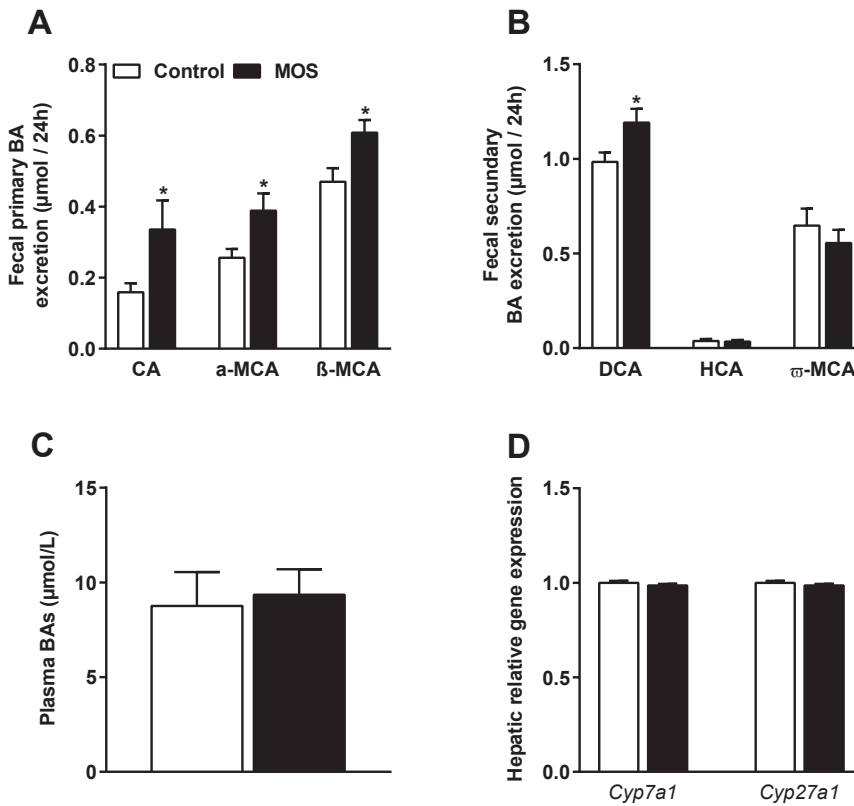 A
Fecal primary BA
excretion (μmol / 24h)
Control
MOS
0.8
0.6
0.4
0.2
0.0
*
*
*
CA
a-MCA
ß-MCA
B
Fecal secundary
BA excretion (μmol / 24h)
1.5
1.0
0.5
0.0
*
DCA
HCA
ϖ-MCA
C
Plasma BAs (μmol/L)
15
10
5
0
D
Hepatic relative gene expression
1.5
1.0
0.5
0.0
Cyp7a1
Cyp27a1